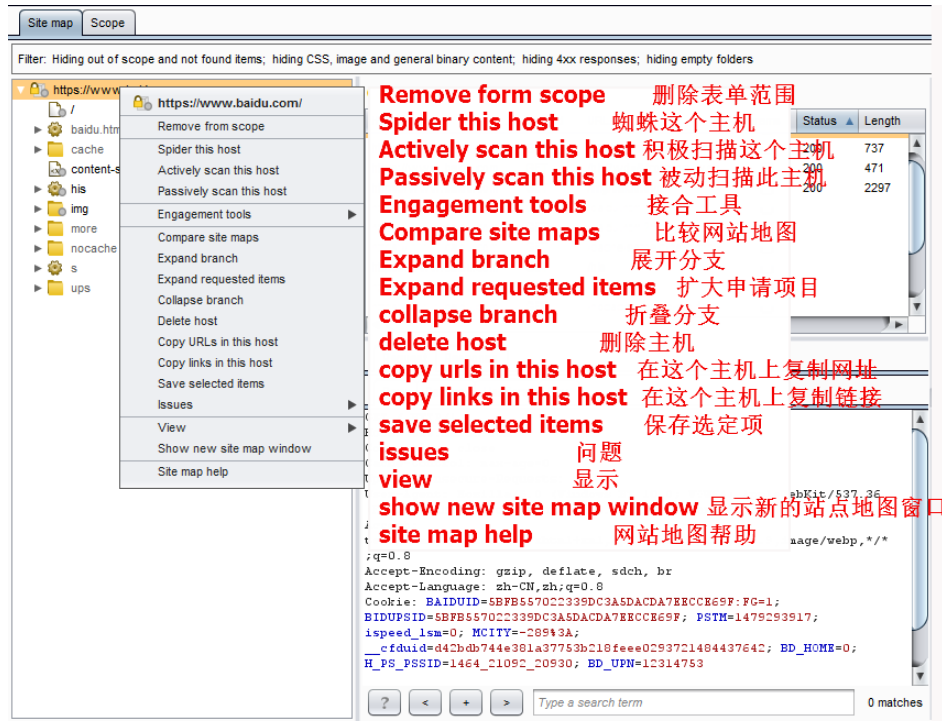 Site map Scope
Filter: Hiding out of scope and not found items; hiding CSS, image and general binary content; hiding 4xx responses; hiding empty folders
https://www
/
baidu.htm
cache
content-s
his
img
more
nocache
s
ups
https://www.baidu.com/
Remove from scope
Spider this host
Actively scan this host
Passively scan this host
Engagement tools
Compare site maps
Expand branch
Expand requested items
Collapse branch
Delete host
Copy URLs in this host
Copy links in this host
Save selected items
Issues
View
Show new site map window
Site map help
Remove form scope 删除表单范围
Spider this host 蜘蛛这个主机
Actively scan this host 积极扫描这个主机
Passively scan this host 被动扫描此主机
Engagement tools 接合工具
Compare site maps 比较网站地图
Expand branch 展开分支
Expand requested items 扩大申请项目
collapse branch 折叠分支
delete host 删除主机
copy urls in this host 在这个主机上复制网址
copy links in this host 在这个主机上复制链接
save selected items 保存选定项
issues 问题
view 显示
show new site map window 显示新的站点地图窗口
site map help 网站地图帮助
Status Length
200 737
200 471
200 2297
ebKit/537.36
mage/webp,*/*
;q=0.8
Accept-Encoding: gzip, deflate, sdch, br
Accept-Language: zh-CN,zh;q=0.8
Cookie: BAIDUID=5BFB557022339DC3A5DACDA7EECCE69F:FG=1;
BIDUPSID=5BFB557022339DC3A5DACDA7EECCE69F; PSTM=1479293917;
ispeed_lsm=0; MCITY=-289%3A;
__cfduid=d42bdb744e381a37753b218feee0293721484437642; BD_HOME=0;
H_PS_PSSID=1464_21092_20930; BD_UPN=12314753
? < + > Type a search term 0 matches